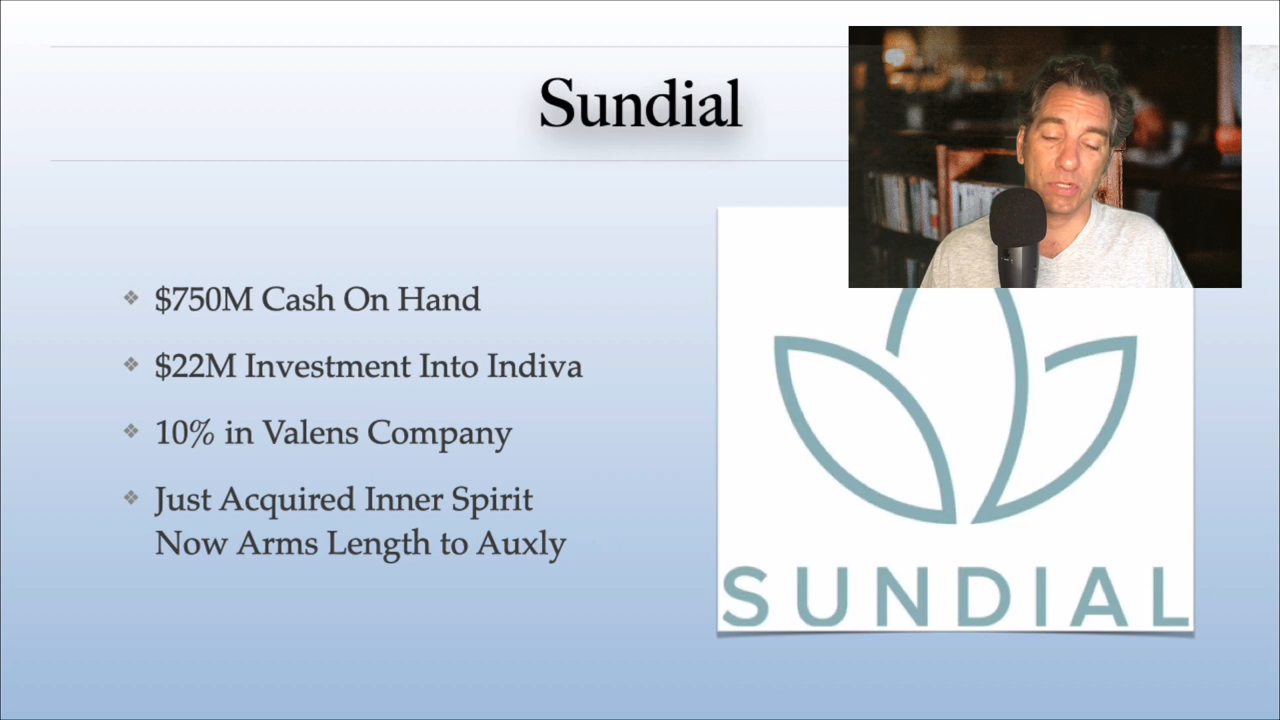 Sundial
$750M Cash On Hand
$22M Investment Into Indiva
10% in Valens Company
Just Acquired Inner Spirit
Now Arms Length to Auxly
SUNDIAL